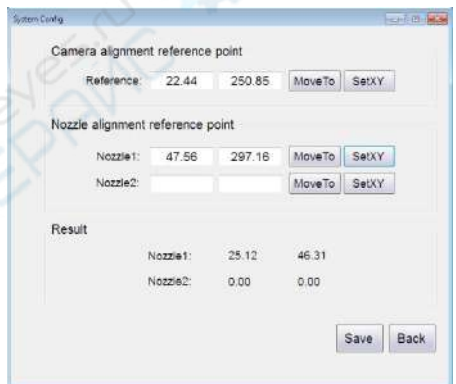 System Config
Camera alignment reference point
Reference: 22.44 250.85 MoveTo SetXY
Nozzle alignment reference point
Nozzle1: 47.56 297.16 MoveTo SetXY
Nozzle2: MoveTo SetXY
Result
Nozzle1: 25.12 46.31
Nozzle2: 0.00 0.00
Save Back